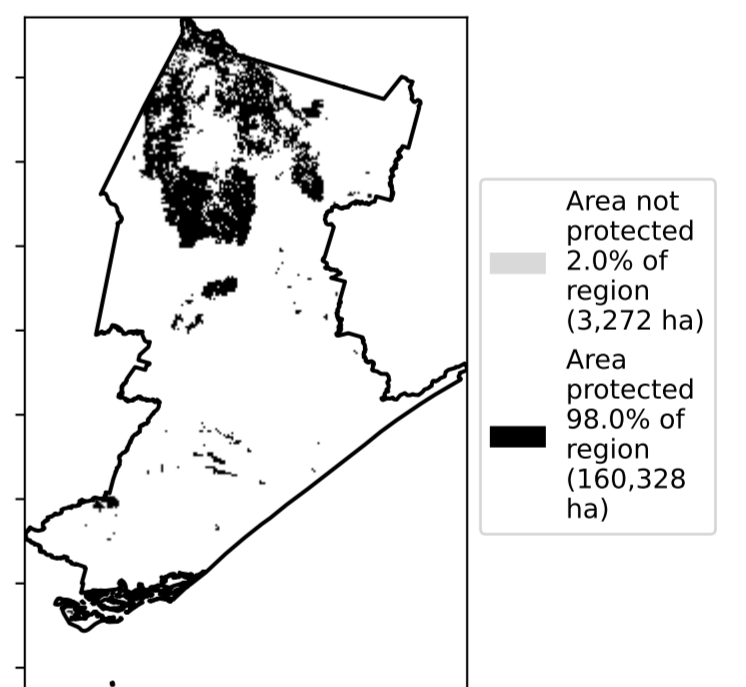 Area not
protected
2.0% of
region
(3,272 ha)
Area
protected
98.0% of
region
(160,328
ha)